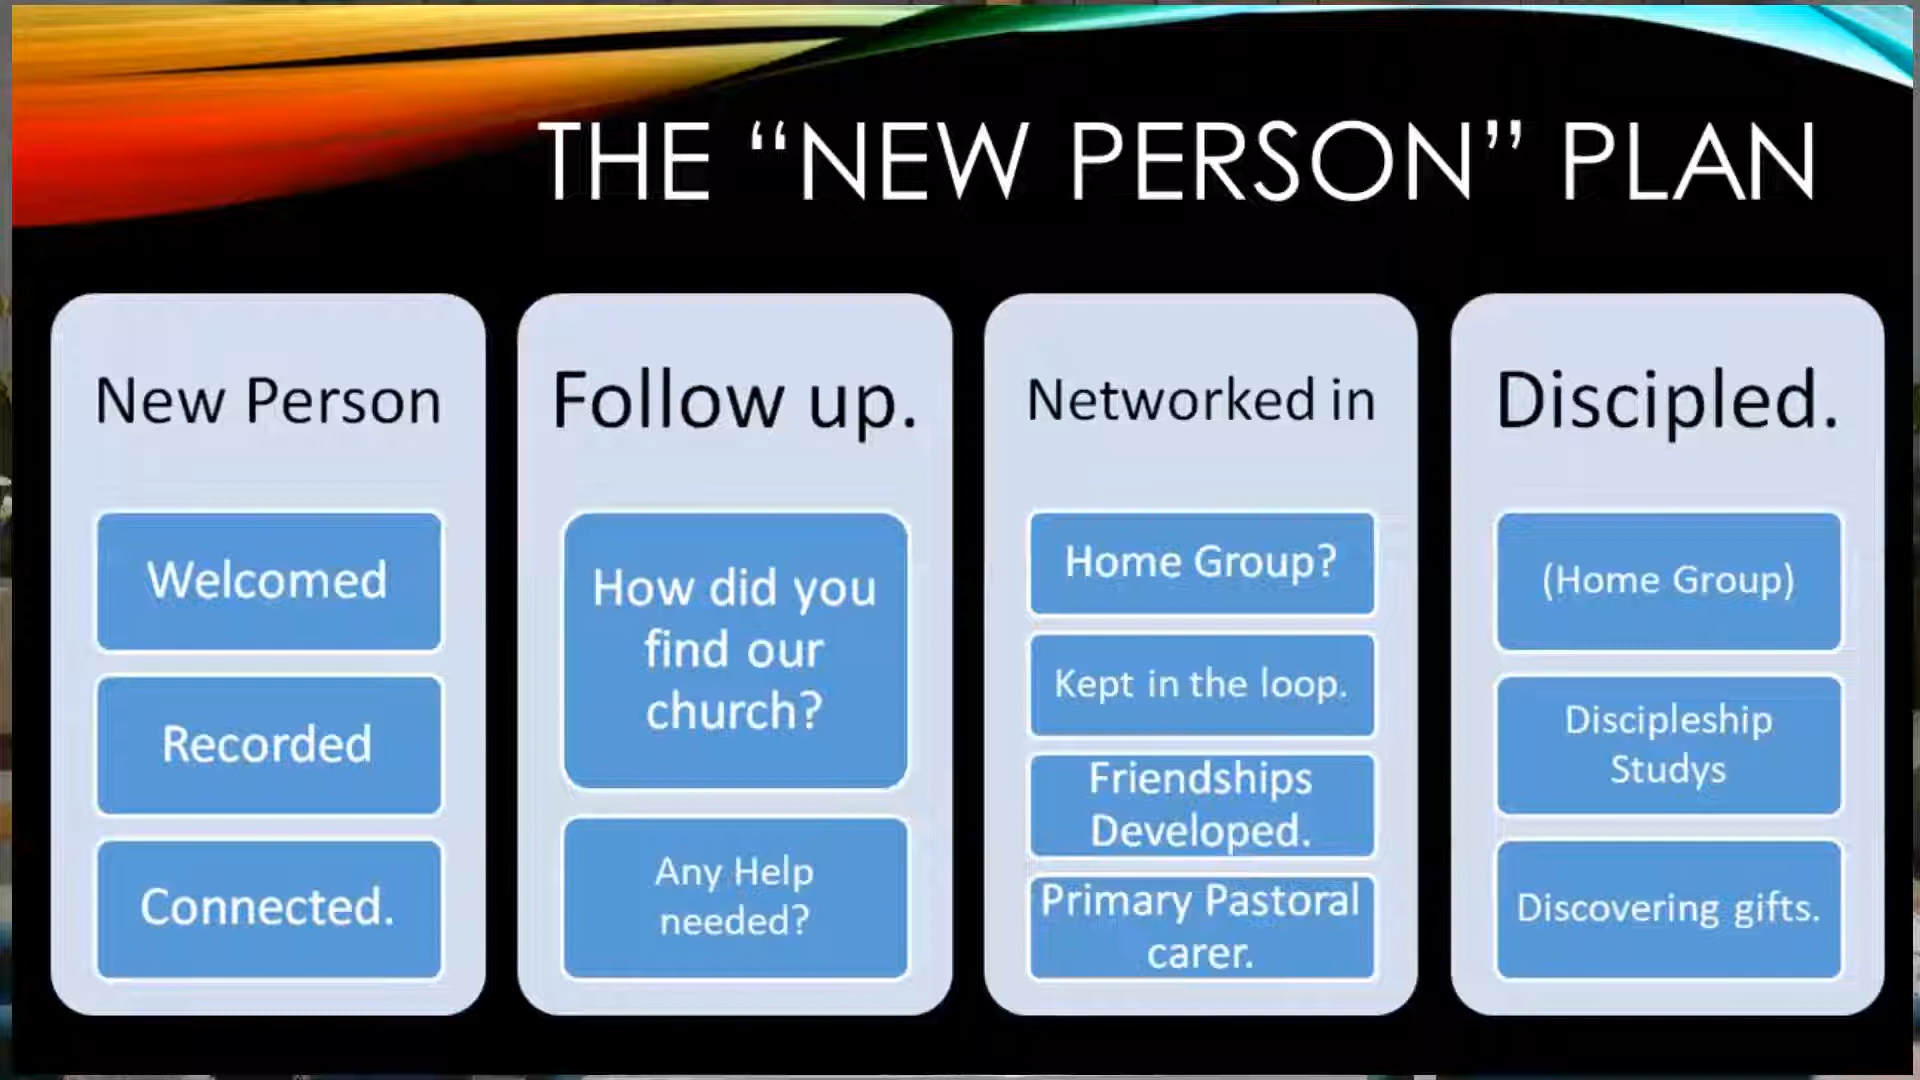 THE “NEW PERSON” PLAN
New Person
Welcomed
Recorded
Connected.
Follow up.
How did you
find our
church?
Any Help
needed?
Networked in
Home Group?
Kept in the loop.
Friendships
Developed.
Primary Pastoral
carer.
Discipled.
(Home Group)
Discipleship
Studys
Discovering gifts.